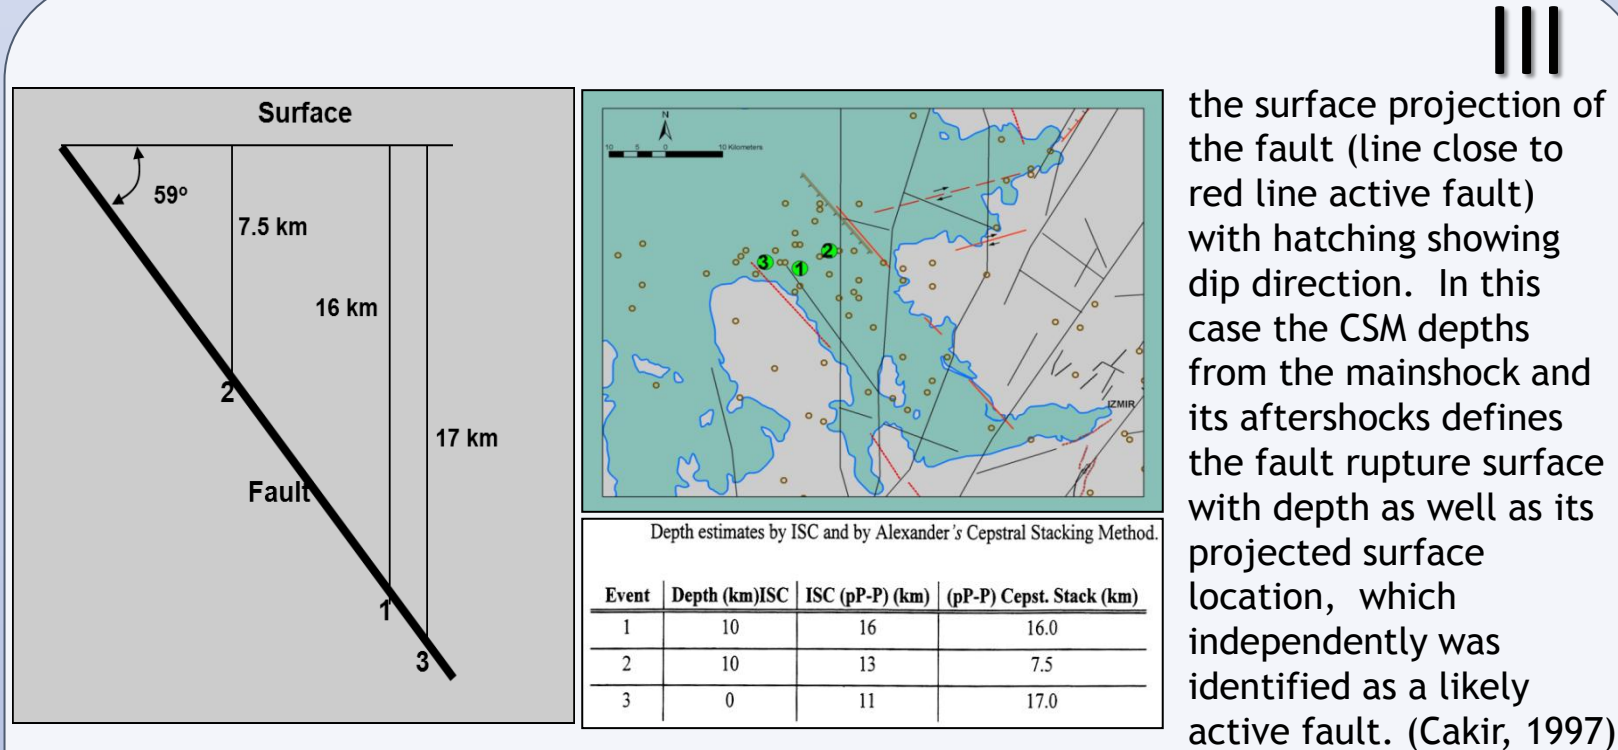 III
Surface
59°
7.5 km
16 km
17 km
2
Fault
1
3
N
10 5 0 10 Kilometers
3
1
2
IZMIR
Depth estimates by ISC and by Alexander's Cepstral Stacking Method.
Event Depth (km)ISC ISC (pP-P) (km) (pP-P) Cepst. Stack (km)
1 10 16 16.0
2 10 13 7.5
3 0 11 17.0
the surface projection of
the fault (line close to
red line active fault)
with hatching showing
dip direction. In this
case the CSM depths
from the mainshock and
its aftershocks defines
the fault rupture surface
with depth as well as its
projected surface
location, which
independently was
identified as a likely
active fault. (Cakir, 1997)